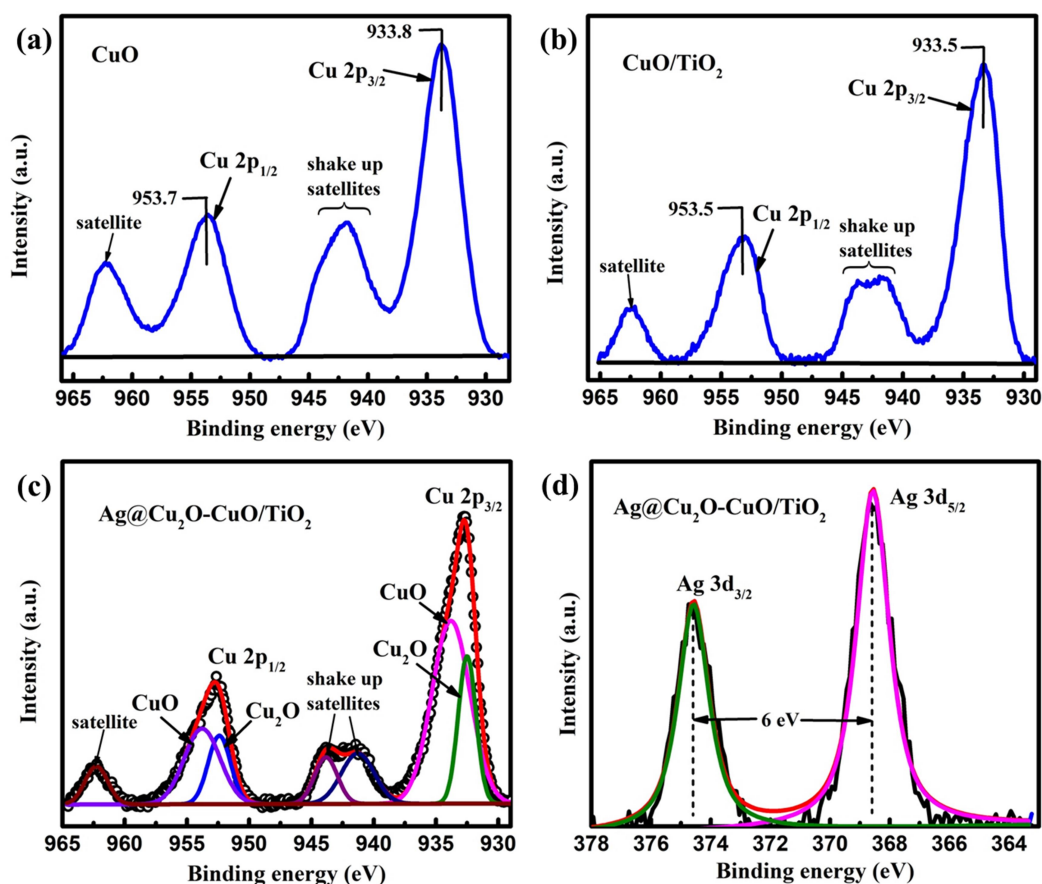 (a)
CuO
933.8
Cu 2p3/2
Cu 2p1/2
953.7
shake up
satellites
satellite
Intensity (a.u.)
965 960 955 950 945 940 935 930
Binding energy (eV)
(b)
CuO/TiO2
933.5
Cu 2p3/2
953.5
Cu 2p1/2
shake up
satellites
satellite
Intensity (a.u.)
965 960 955 950 945 940 935 930
Binding energy (eV)
(c)
Cu 2p3/2
Ag@Cu2O-CuO/TiO2
CuO
Cu2O
Cu 2p1/2
shake up
satellites
CuO
Cu2O
satellite
Intensity (a.u.)
965 960 955 950 945 940 935 930
Binding energy (eV)
(d)
Ag@Cu2O-CuO/TiO2
Ag 3d5/2
Ag 3d3/2
6 eV
Intensity (a.u.)
378 376 374 372 370 368 366 364
Binding energy (eV)